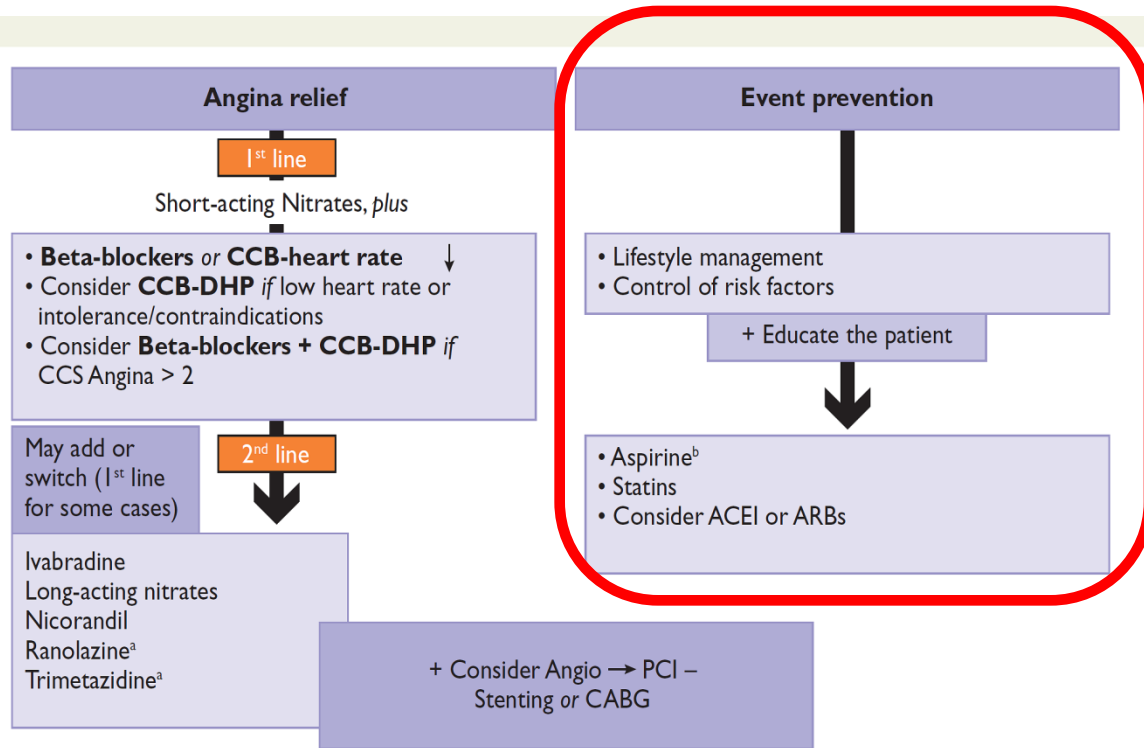 Angina relief
1st line
Short-acting Nitrates, plus
• Beta-blockers or CCB-heart rate ↓
• Consider CCB-DHP if low heart rate or
intolerance/contraindications
• Consider Beta-blockers + CCB-DHP if
CCS Angina > 2
May add or
switch (1st line
for some cases)
2nd line
Ivabradine
Long-acting nitrates
Nicorandil
Ranolazineᵃ
Trimetazidineᵃ
+ Consider Angio → PCI –
Stenting or CABG
Event prevention
• Lifestyle management
• Control of risk factors
+ Educate the patient
• Aspirineᵇ
• Statins
• Consider ACEI or ARBs